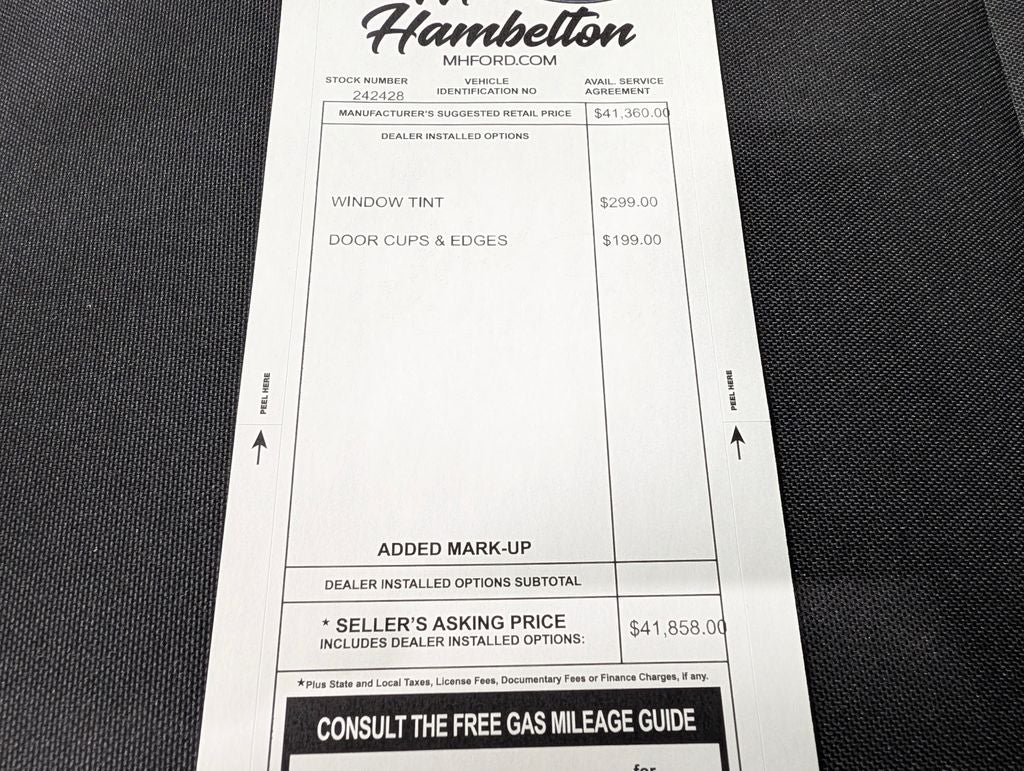 Hambelton
MHFORD.COM
STOCK NUMBER
242428
VEHICLE
IDENTIFICATION NO
AVAIL. SERVICE
AGREEMENT
MANUFACTURER'S SUGGESTED RETAIL PRICE $41,360.00
DEALER INSTALLED OPTIONS
WINDOW TINT $299.00
DOOR CUPS & EDGES $199.00
PEEL HERE
PEEL HERE
ADDED MARK-UP
DEALER INSTALLED OPTIONS SUBTOTAL
* SELLER'S ASKING PRICE
INCLUDES DEALER INSTALLED OPTIONS:
$41,858.00
★Plus State and Local Taxes, License Fees, Documentary Fees or Finance Charges, if any.
CONSULT THE FREE GAS MILEAGE GUIDE
for